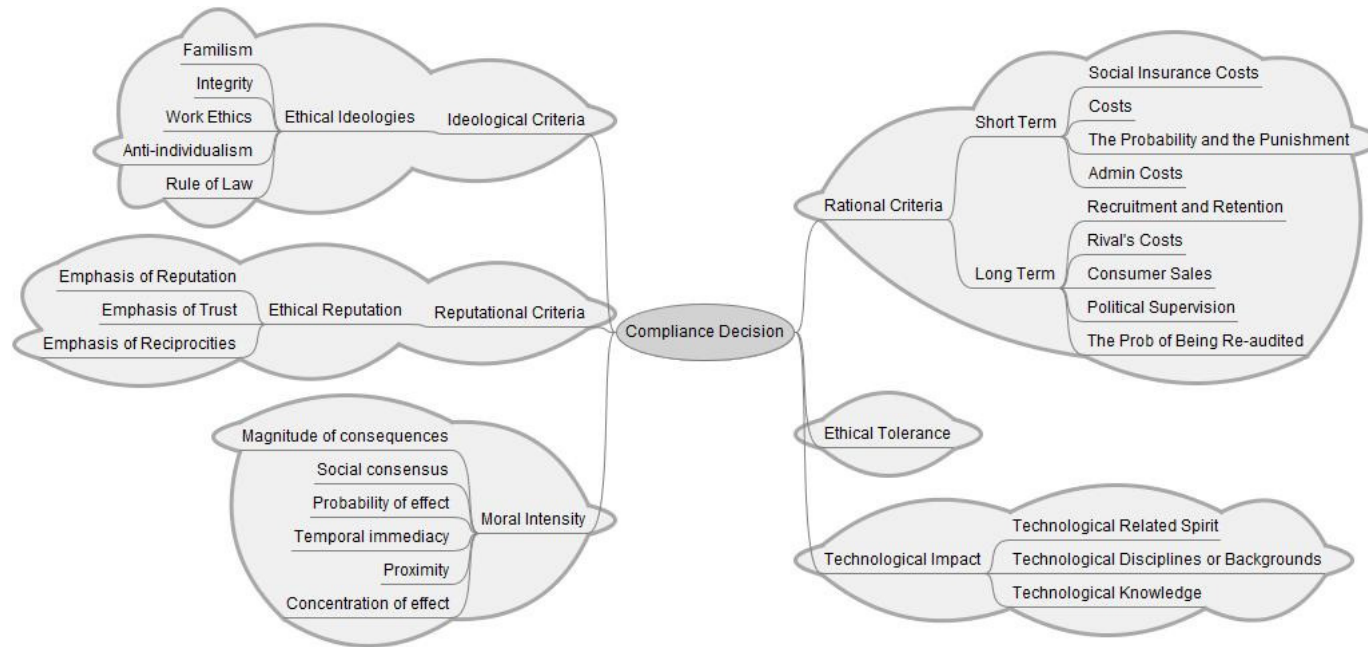 Familism
Integrity
Work Ethics
Anti-individualism
Rule of Law
Ethical Ideologies
Ideological Criteria
Emphasis of Reputation
Emphasis of Trust
Emphasis of Reciprocities
Ethical Reputation
Reputational Criteria
Magnitude of consequences
Social consensus
Probability of effect
Temporal immediacy
Proximity
Concentration of effect
Moral Intensity
Compliance Decision
Rational Criteria
Short Term
Social Insurance Costs
Costs
The Probability and the Punishment
Admin Costs
Long Term
Recruitment and Retention
Rival's Costs
Consumer Sales
Political Supervision
The Prob of Being Re-audited
Ethical Tolerance
Technological Impact
Technological Related Spirit
Technological Disciplines or Backgrounds
Technological Knowledge